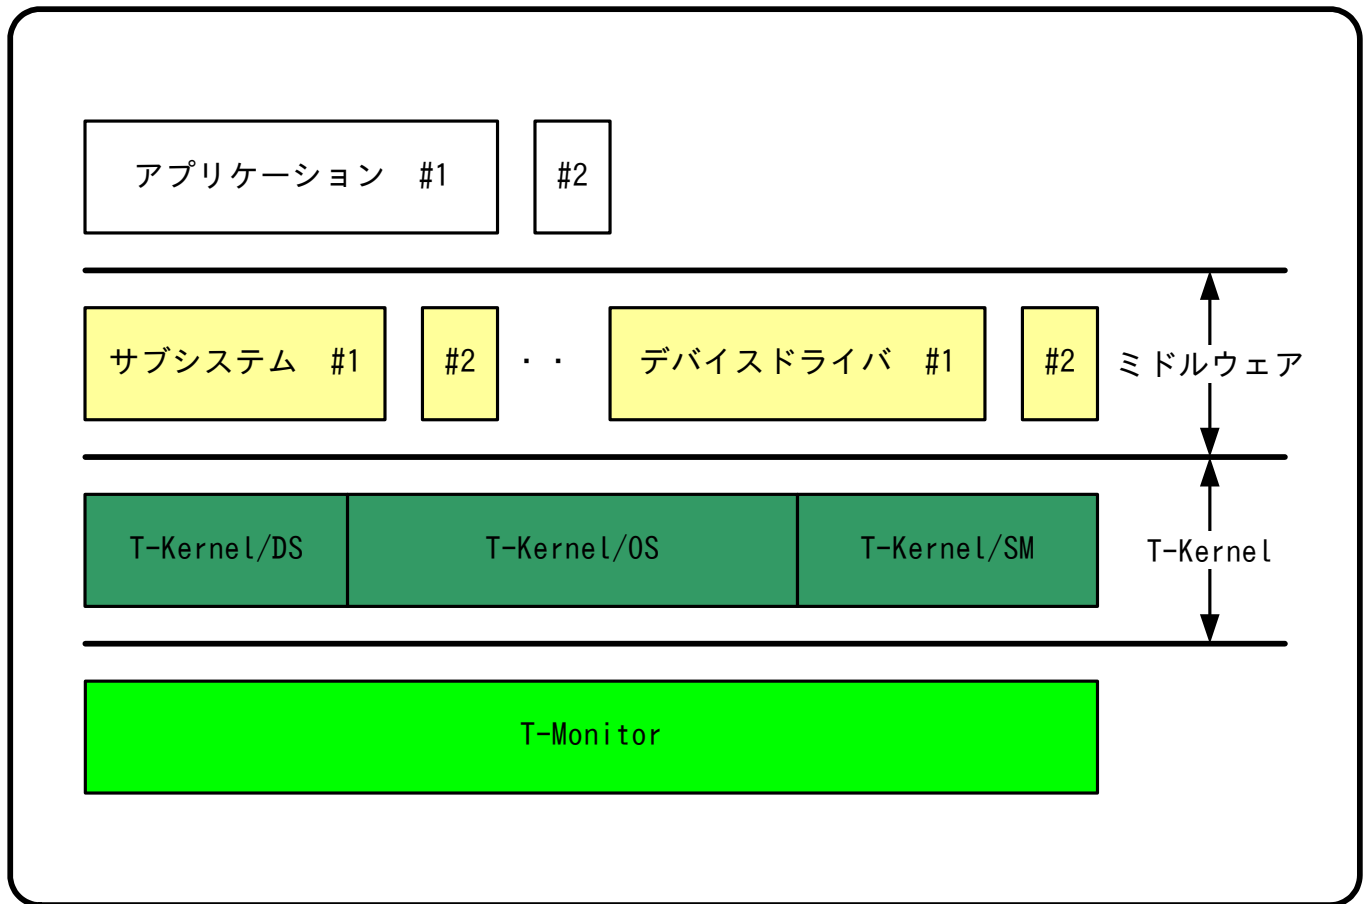 アプリケーション　#1　#2
サブシステム　#1　#2　・・　デバイスドライバ　#1　#2　ミドルウェア
T-Kernel/DS　T-Kernel/OS　T-Kernel/SM　T-Kernel
T-Monitor